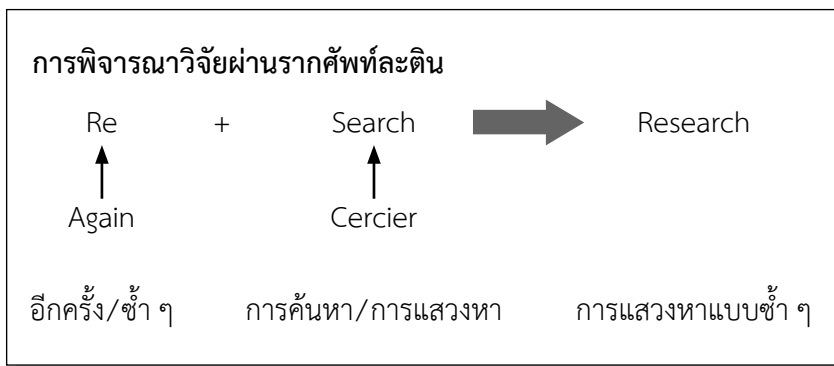 การพิจารณาวิจัยผ่านรากศัพท์ละติน
Re + Search Research
Again Cercier
อีกครั้ง/ซ้ำ ๆ การค้นหา/การแสวงหา การแสวงหาแบบซ้ำ ๆ